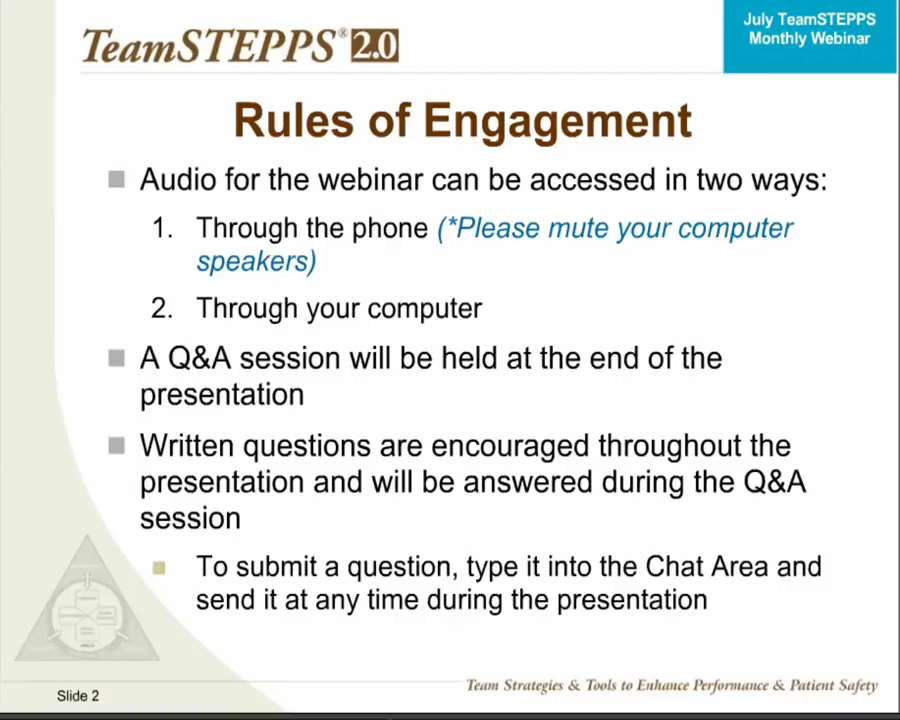 TeamSTEPPS® 2.0
July TeamSTEPPS
Monthly Webinar
Rules of Engagement
Audio for the webinar can be accessed in two ways:
1. Through the phone (*Please mute your computer
speakers)
2. Through your computer
A Q&A session will be held at the end of the
presentation
Written questions are encouraged throughout the
presentation and will be answered during the Q&A
session
To submit a question, type it into the Chat Area and
send it at any time during the presentation
Slide 2
Team Strategies & Tools to Enhance Performance & Patient Safety